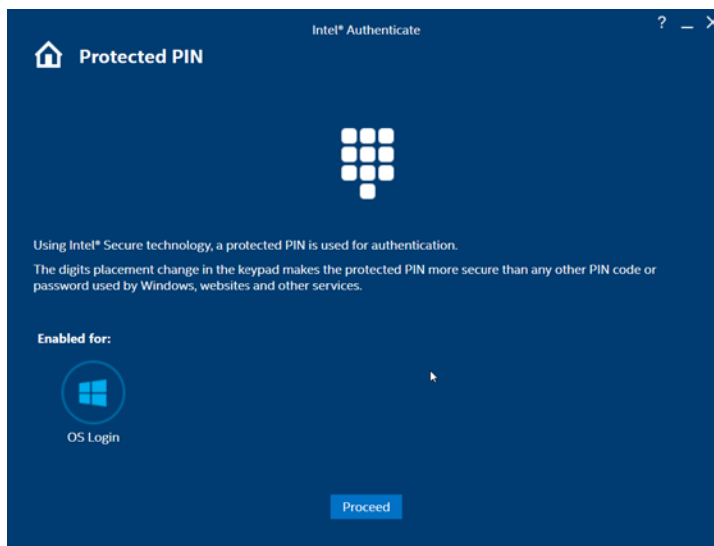 Intel® Authenticate
?
Protected PIN
Using Intel® Secure technology, a protected PIN is used for authentication.
The digits placement change in the keypad makes the protected PIN more secure than any other PIN code or
password used by Windows, websites and other services.
Enabled for:
OS Login
Proceed